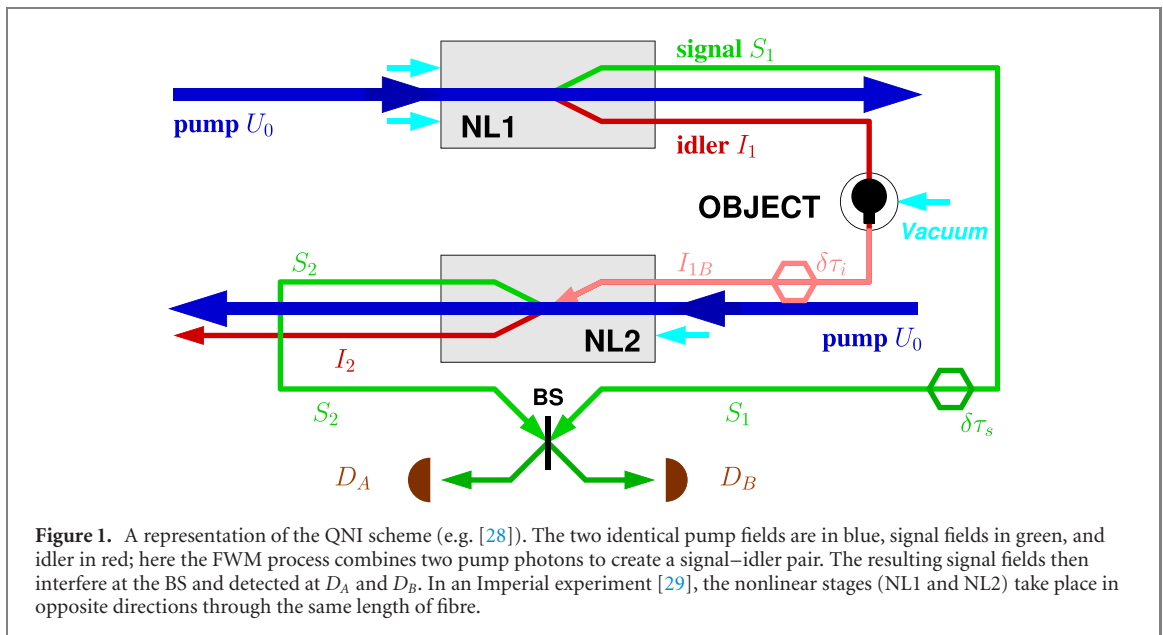 signal S₁
pump U₀
NL1
idler I₁
OBJECT
Vacuum
S₂
I₁B
δτᵢ
NL2
pump U₀
I₂
BS
S₂
S₁
δτₛ
D_A
D_B
Figure 1. A representation of the QNI scheme (e.g. [28]). The two identical pump fields are in blue, signal fields in green, and
idler in red; here the FWM process combines two pump photons to create a signal–idler pair. The resulting signal fields then
interfere at the BS and detected at D_A and D_B. In an Imperial experiment [29], the nonlinear stages (NL1 and NL2) take place in
opposite directions through the same length of fibre.